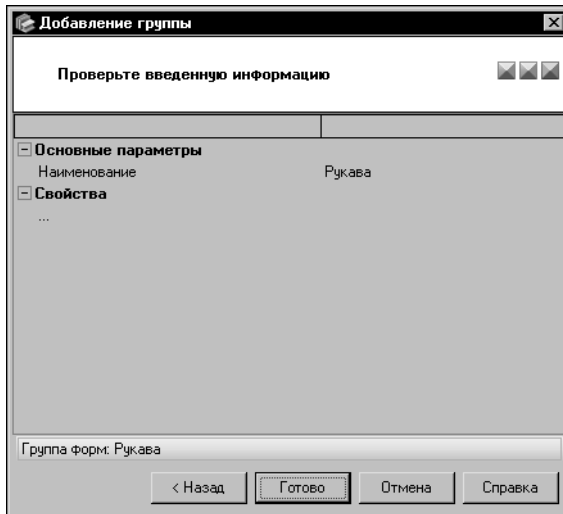 Добавление группы
Проверьте введенную информацию
Основные параметры
Наименование Рукава
Свойства
...
Группа форм: Рукава
< Назад Готово Отмена Справка